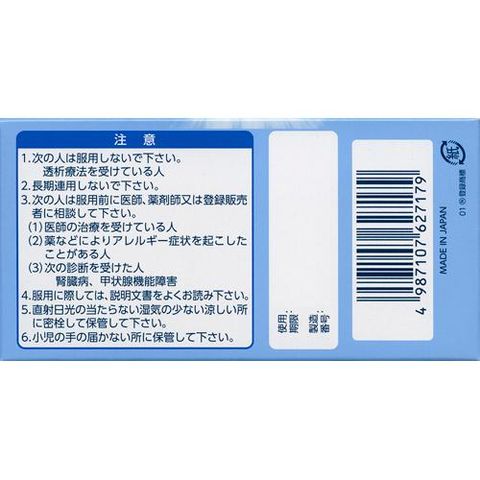 注 意
1.次の人は服用しないで下さい。
透析療法を受けている人
2.長期連用しないで下さい。
3.次の人は服用前に医師、薬剤師又は登録販売
者に相談して下さい。
(1)医師の治療を受けている人
(2)薬などによりアレルギー症状を起こした
ことがある人
(3)次の診断を受けた人
腎臓病、甲状腺機能障害
4.服用に際しては、説明文書をよくお読み下さい。
5.直射日光の当たらない湿気の少ない涼しい所
に密栓して保管して下さい。
6.小児の手の届かない所に保管して下さい。
使用
期限:
製造
番号:
4 987107 627179
紙
MADE IN JAPAN
01 ㊟登録商標